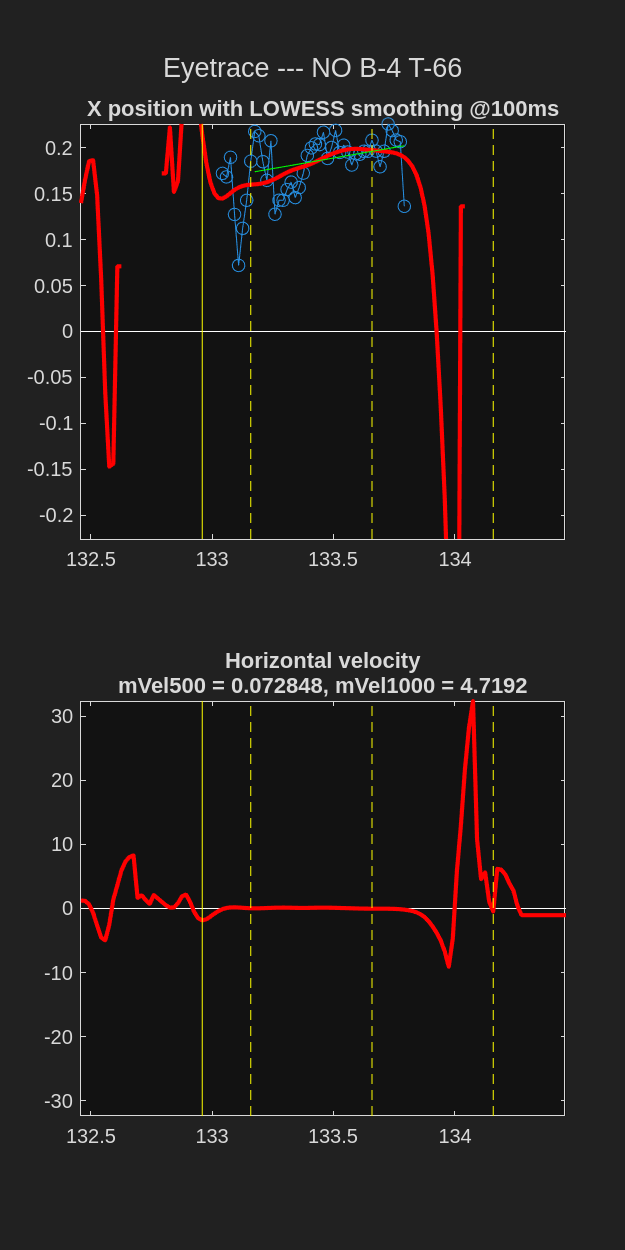 Eyetrace --- NO B-4 T-66
X position with LOWESS smoothing @100ms
0.2
0.15
0.1
0.05
0
-0.05
-0.1
-0.15
-0.2
132.5 133 133.5 134
Horizontal velocity
mVel500 = 0.072848, mVel1000 = 4.7192
30
20
10
0
-10
-20
-30
132.5 133 133.5 134